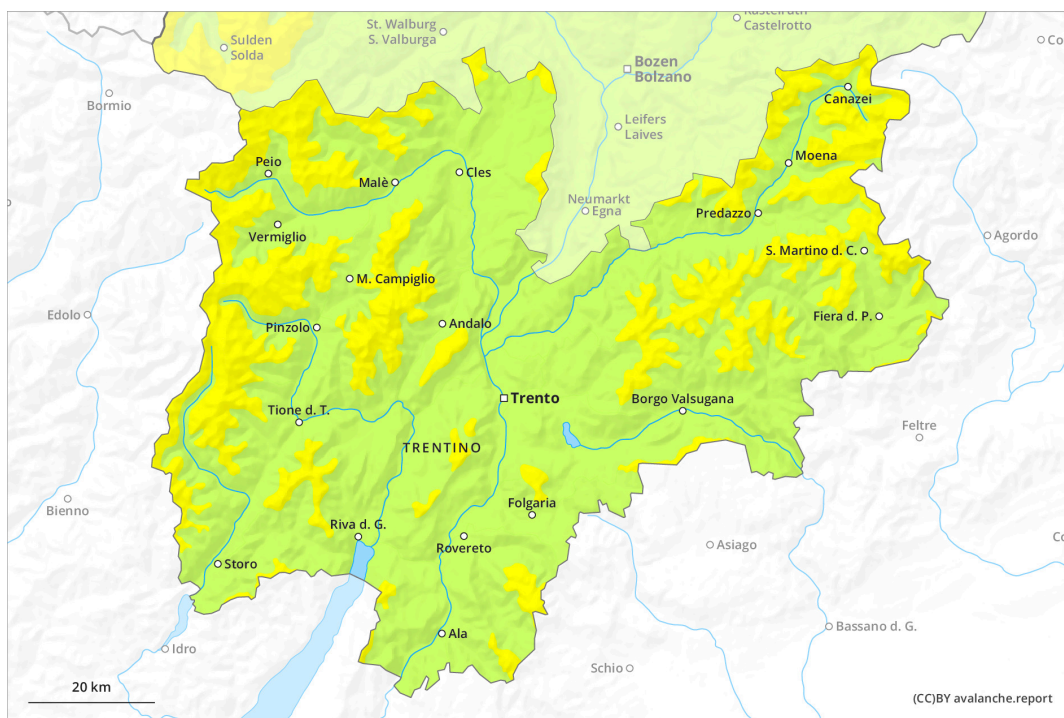 Kastelruth
Castelrotto
St. Walburg
S. Valburga
Sulden
Solda
Bozen
Bolzano
Bormio
Canazei
Leifers
Laives
Moena
Peio
Malè
Cles
Neumarkt
Egna
Predazzo
Vermiglio
Agordo
S. Martino d. C.
M. Campiglio
Edolo
Pinzolo
Andalo
Fiera d. P.
Trento
Borgo Valsugana
Tione d. T.
Feltre
TRENTINO
Bienno
Folgaria
Riva d. G.
Rovereto
Asiago
Storo
Bassano d. G.
Ala
Idro
Schio
20 km
(CC)BY avalanche.report